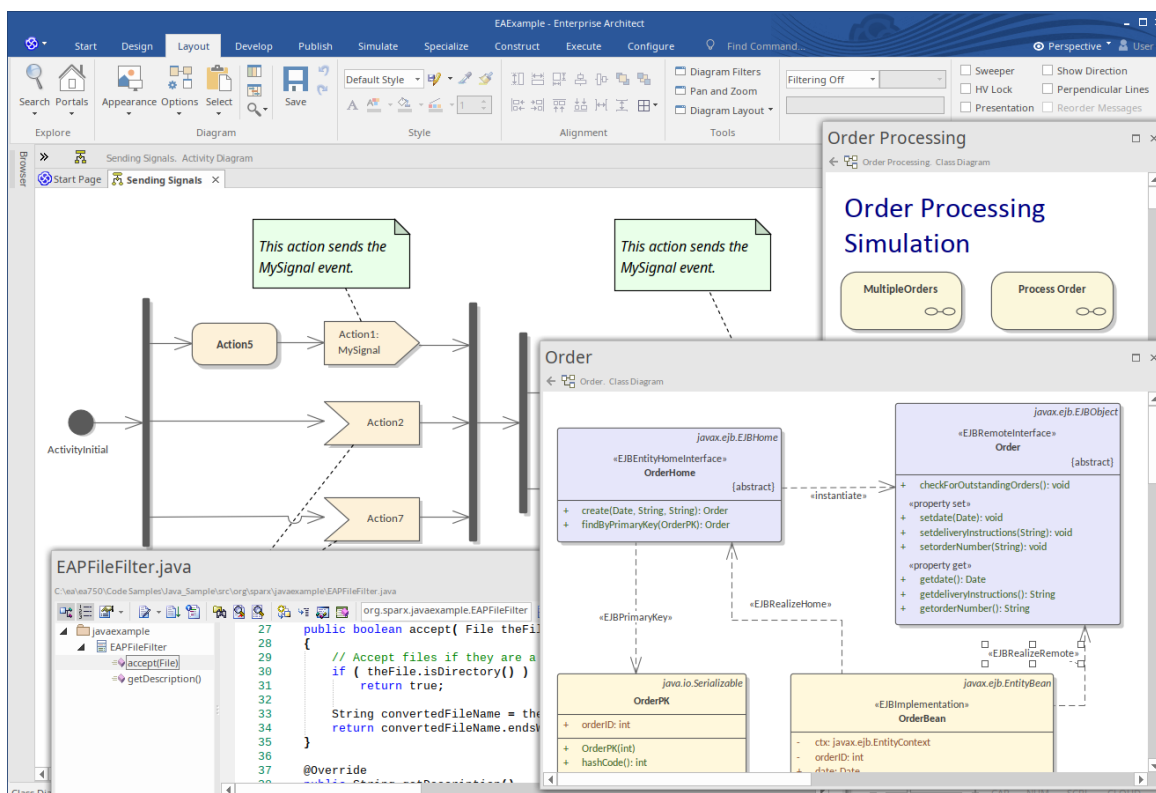 EAExample - Enterprise Architect
Start Design Layout Develop Publish Simulate Specialize Construct Execute Configure Find Command... Perspective User
Search Portals Appearance Options Select Save
Default Style
Diagram Filters
Pan and Zoom
Diagram Layout
Filtering Off
Sweeper Show Direction
HV Lock Perpendicular Lines
Presentation Reorder Messages
A 1
Explore Diagram Style Alignment Tools
Browser
Sending Signals. Activity Diagram
Start Page Sending Signals
This action sends the
MySignal event.
This action sends the
MySignal event.
Action5
Action1:
MySignal
Action2
ActivityInitial
Action7
Order Processing
Order Processing. Class Diagram
Order Processing
Simulation
MultipleOrders
Process Order
Order
Order. Class Diagram
javax.ejb.EJBHome
«EJBEntityHomeInterface»
OrderHome
{abstract}
+ create(Date, String, String): Order
+ findByPrimaryKey(OrderPK): Order
«instantiate»
javax.ejb.EJBObject
«EJBRemoteInterface»
Order
{abstract}
+ checkForOutstandingOrders(): void
«property set»
+ setdate(Date): void
+ setdeliveryInstructions(String): void
+ setorderNumber(String): void
«property get»
+ getdate(): Date
+ getdeliveryInstructions(): String
+ getorderNumber(): String
«EJBRealizeHome»
«EJBPrimaryKey»
«EJBRealizeRemote»
java.io.Serializable
OrderPK
+ orderID: int
+ OrderPK(int)
+ hashCode(): int
javax.ejb.EntityBean
«EJBImplementation»
OrderBean
- ctx: javax.ejb.EntityContext
- orderID: int
+ date: Date
EAPFileFilter.java
C:\ea\ea750\Code Samples\Java_Sample\src\org\sparx\javaexample\EAPFileFilter.java
org.sparx.javaexample.EAPFileFilter
javaexample
EAPFileFilter
accept(File)
getDescription()
27 public boolean accept( File theFil
28 {
29 // Accept files if they are a
30 if ( theFile.isDirectory() )
31 return true;
32
33 String convertedFileName = the
34 return convertedFileName.endsW
35 }
36
37 @Override